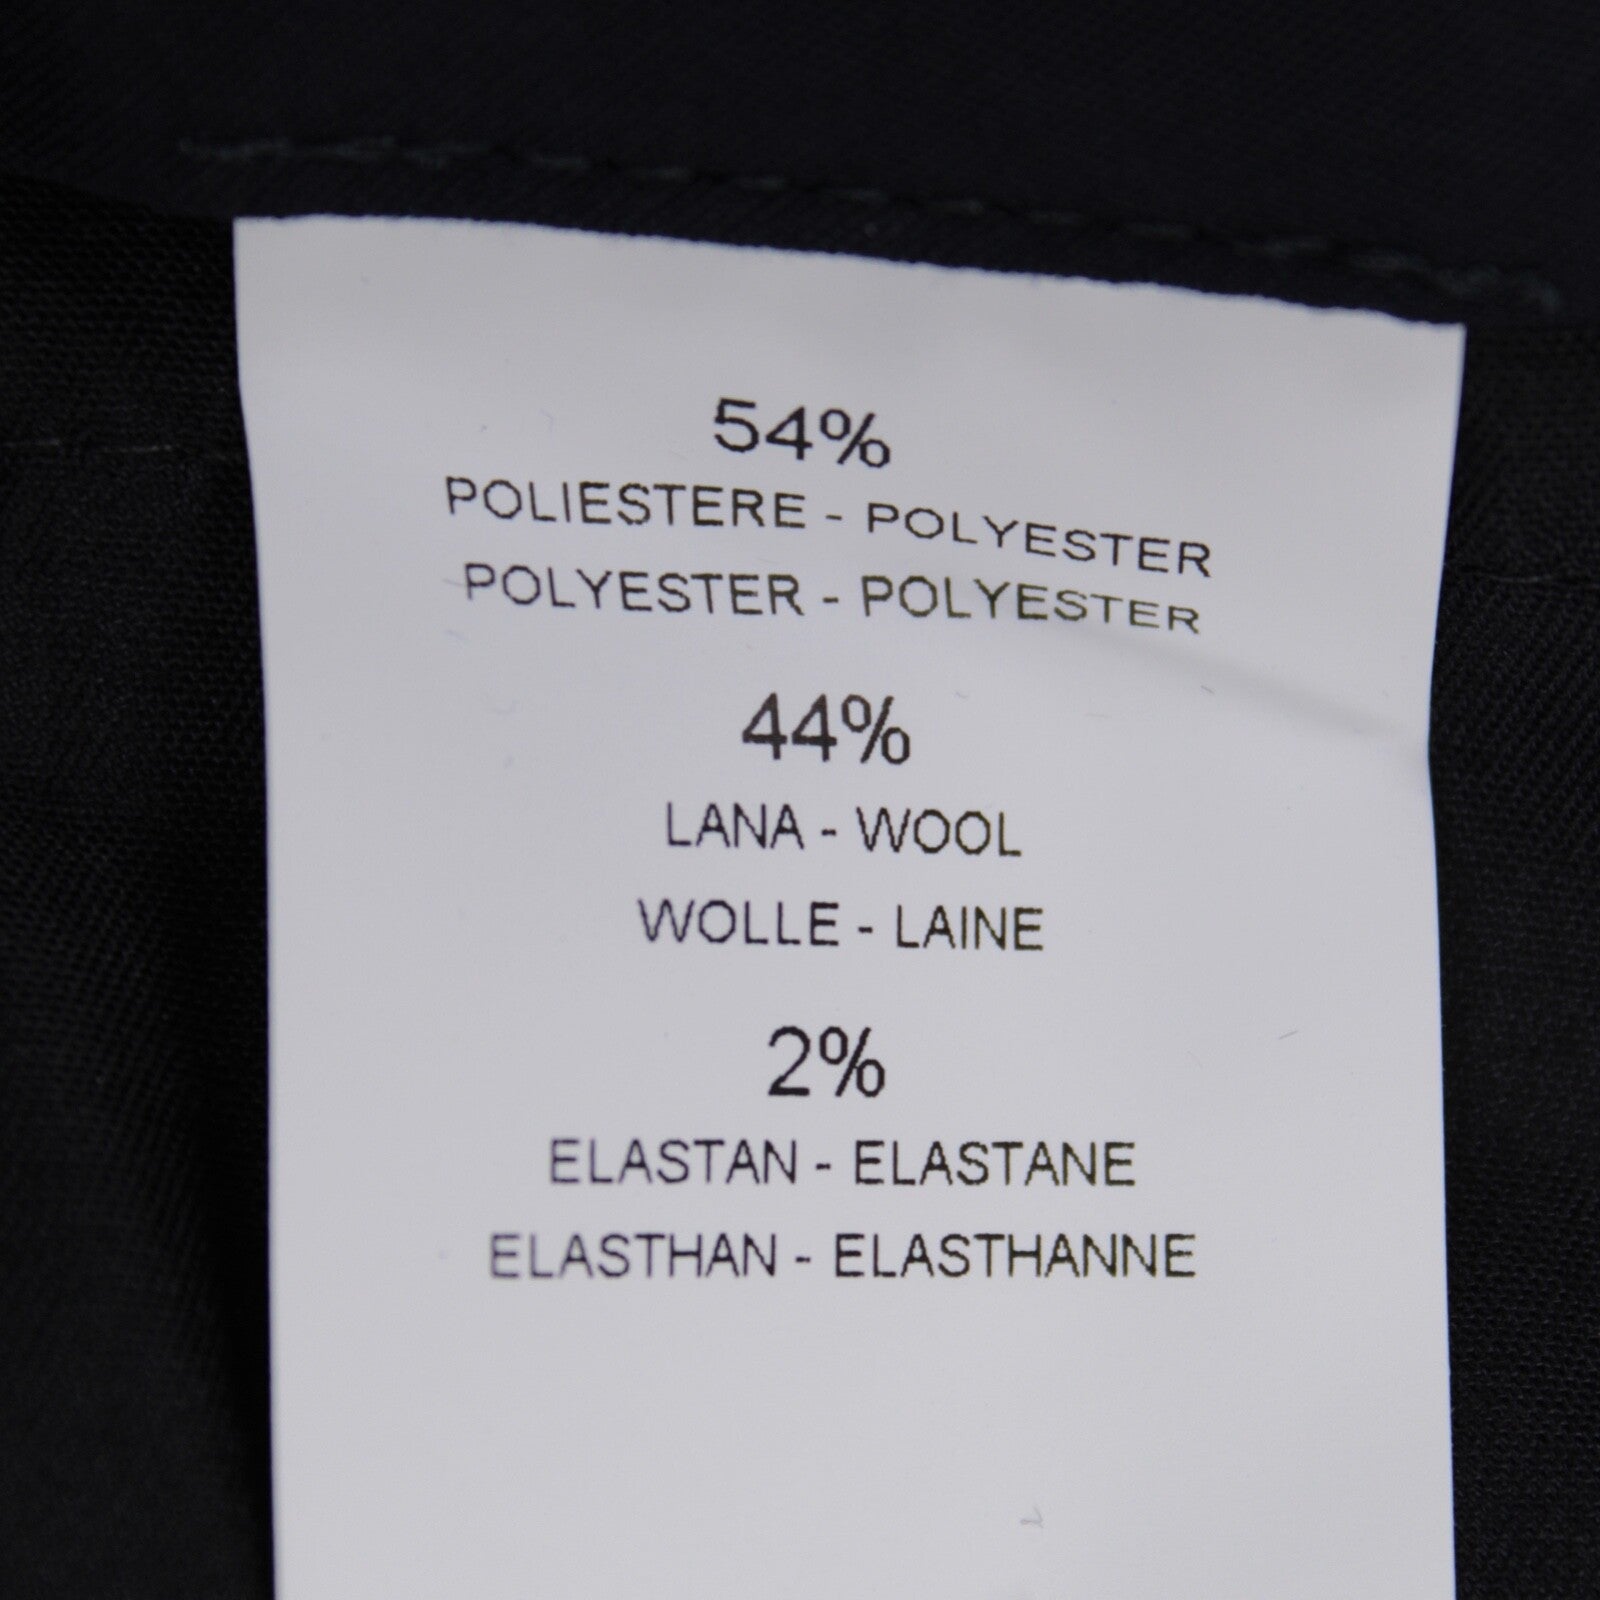 54%
POLIESTERE - POLYESTER
POLYESTER - POLYESTER
44%
LANA - WOOL
WOLLE - LAINE
2%
ELASTAN - ELASTANE
ELASTHAN - ELASTHANNE